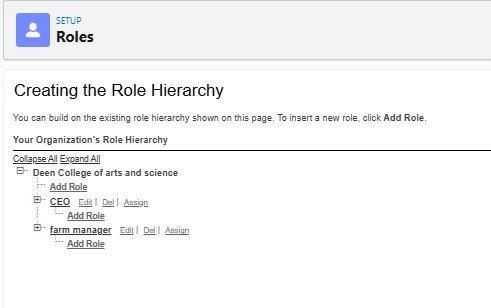 SETUP
Roles
Creating the Role Hierarchy
You can build on the existing role hierarchy shown on this page. To insert a new role, click Add Role.
Your Organization's Role Hierarchy
Collapse All Expand All
Deen College of arts and science
Add Role
CEO Edit | Del | Assign
Add Role
farm manager Edit | Del | Assign
Add Role